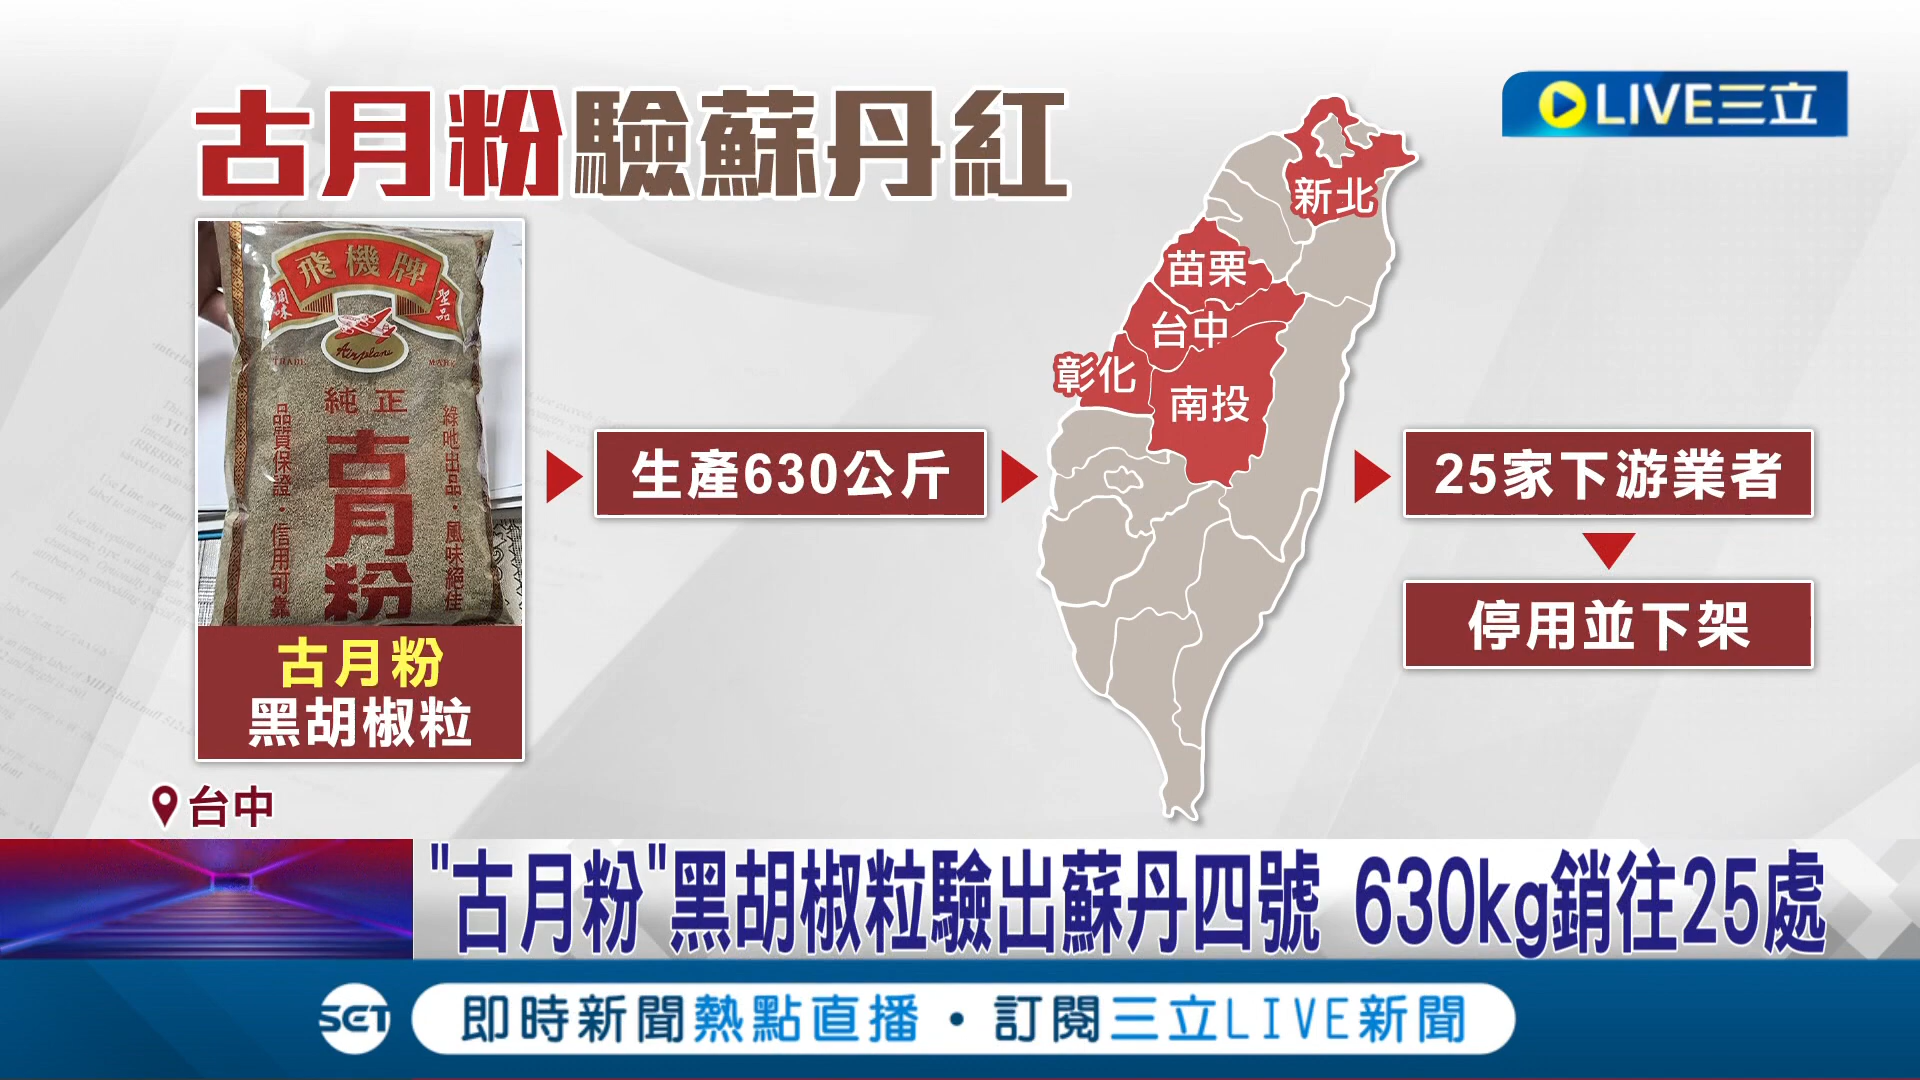 古月粉驗蘇丹紅
LIVE三立
飛機牌
調味
聖品
Airplane
TRADE
MARK
純正
古月粉
品質保證·信用可靠
綠吔出品·風味絕佳
古月粉
黑胡椒粒
生產630公斤
新北
苗栗
台中
彰化
南投
25家下游業者
停用並下架
台中
"古月粉"黑胡椒粒驗出蘇丹四號 630kg銷往25處
SET
即時新聞熱點直播·訂閱三立LIVE新聞